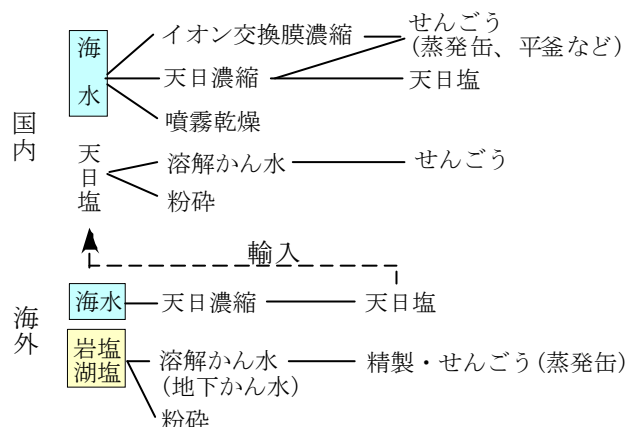 国内
海水
イオン交換膜濃縮
せんごう
(蒸発缶、平釜など)
天日濃縮
天日塩
噴霧乾燥
天日塩
溶解かん水
せんごう
粉砕
輸入
海外
海水
天日濃縮
天日塩
岩塩
湖塩
溶解かん水
(地下かん水)
精製・せんごう(蒸発缶)
粉砕